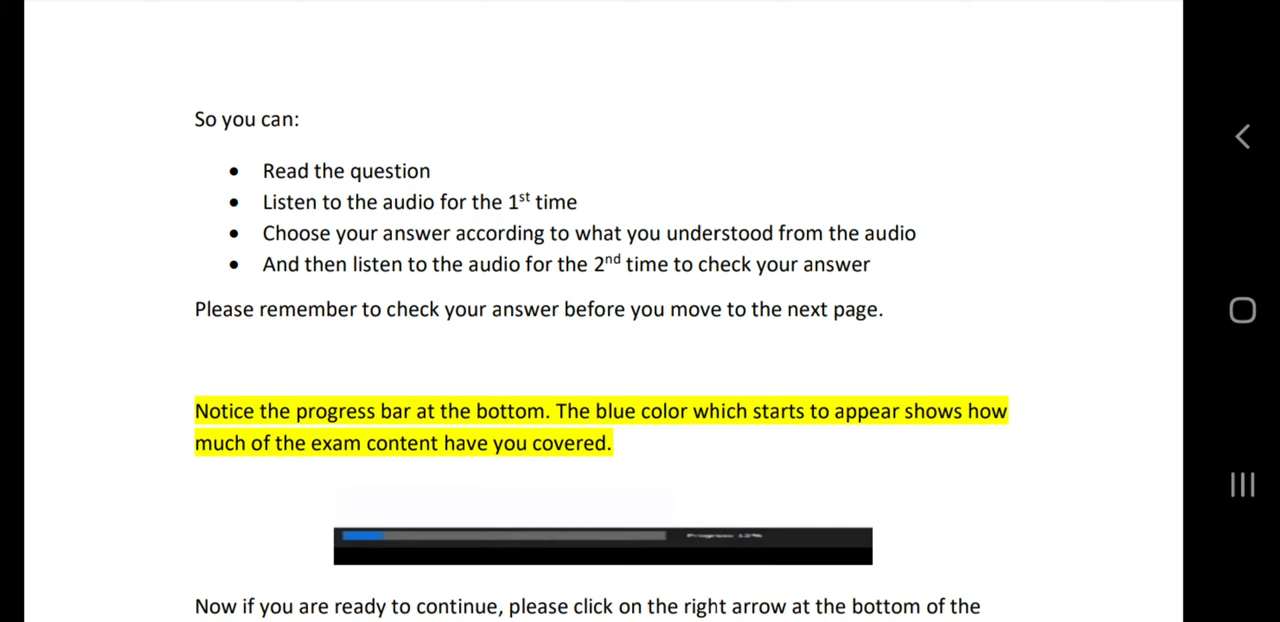 So you can:
• Read the question
• Listen to the audio for the 1st time
• Choose your answer according to what you understood from the audio
• And then listen to the audio for the 2nd time to check your answer
Please remember to check your answer before you move to the next page.
Notice the progress bar at the bottom. The blue color which starts to appear shows how
much of the exam content have you covered.
Progress: 12%
Now if you are ready to continue, please click on the right arrow at the bottom of the